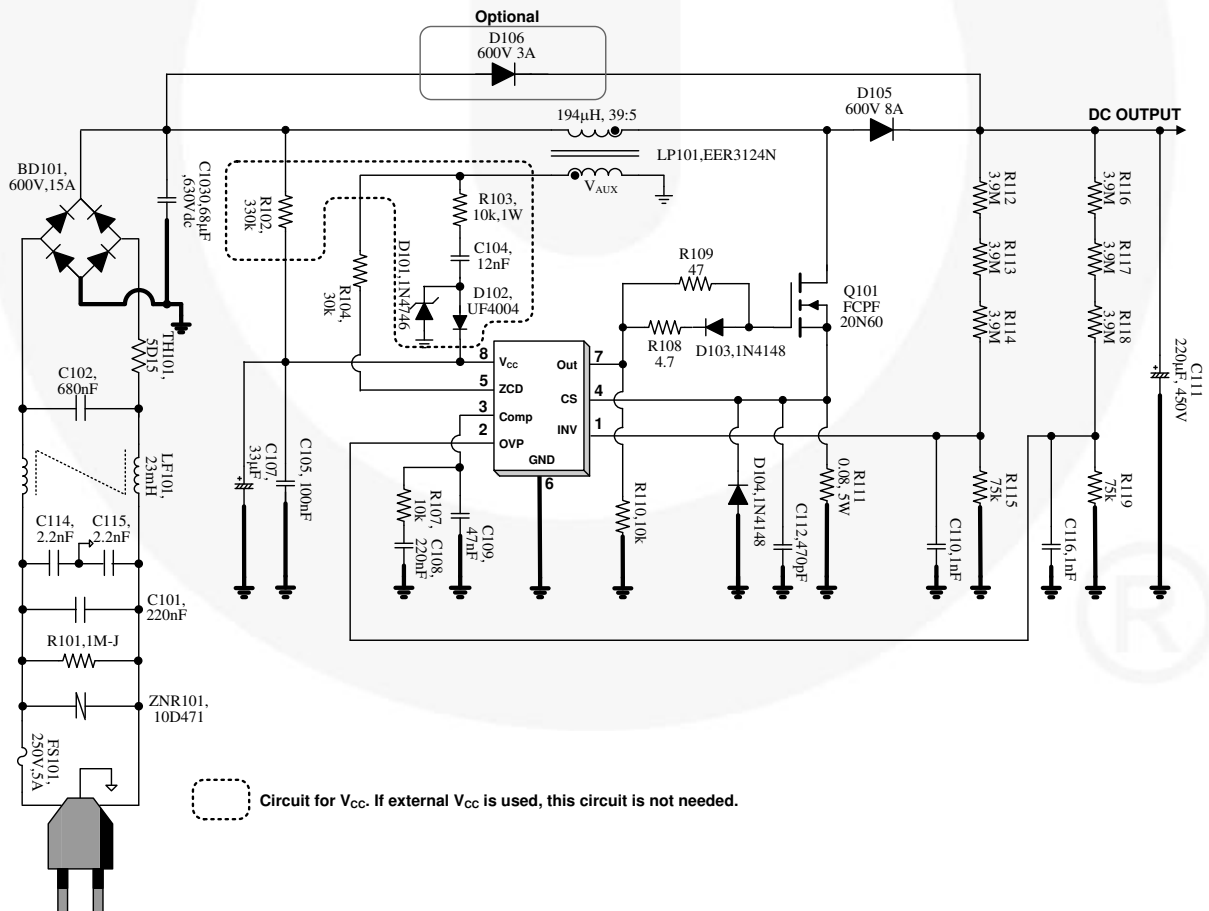 Optional
D106
600V 3A
D105
600V 8A
194μH, 39:5
DC OUTPUT
BD101,
600V,15A
C1030,68μF
,630Vdc
LP101,EER3124N
VAUX
R102,
330k
R103,
10k,1W
C104,
12nF
D101,1N4746
D102,
UF4004
R104,
30k
R109
47
R108
4.7
D103,1N4148
Q101
FCPF
20N60
R112
3.9M
R113
3.9M
R114
3.9M
R116
3.9M
R117
3.9M
R118
3.9M
C111
220μF, 450V
TH101,
5D15
C102,
680nF
8
VCC
5
ZCD
3
Comp
2
OVP
GND
6
Out
7
CS
4
INV
1
LF101,
23mH
C107,
33μF
C105, 100nF
R107,
10k
C108,
220nF
C109,
47nF
R110,10k
D104,1N4148
C112,470pF
R111
0.08, 5W
C110,1nF
R115
75k
C116,1nF
R119
75k
C114,
2.2nF
C115,
2.2nF
C101,
220nF
R101,1M-J
ZNR101,
10D471
FS101,
250V,5A
Circuit for VCC. If external VCC is used, this circuit is not needed.
®